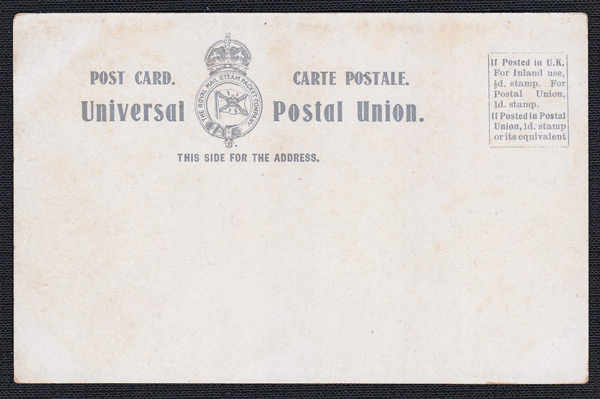 POST CARD. CARTE POSTALE.
THE ROYAL MAIL STEAM PACKET COMPANY
Universal Postal Union.
THIS SIDE FOR THE ADDRESS.
If Posted in U.K.
For Inland use,
½d. stamp. For
Postal Union,
1d. stamp.
If Posted in Postal
Union, 1d. stamp
or its equivalent